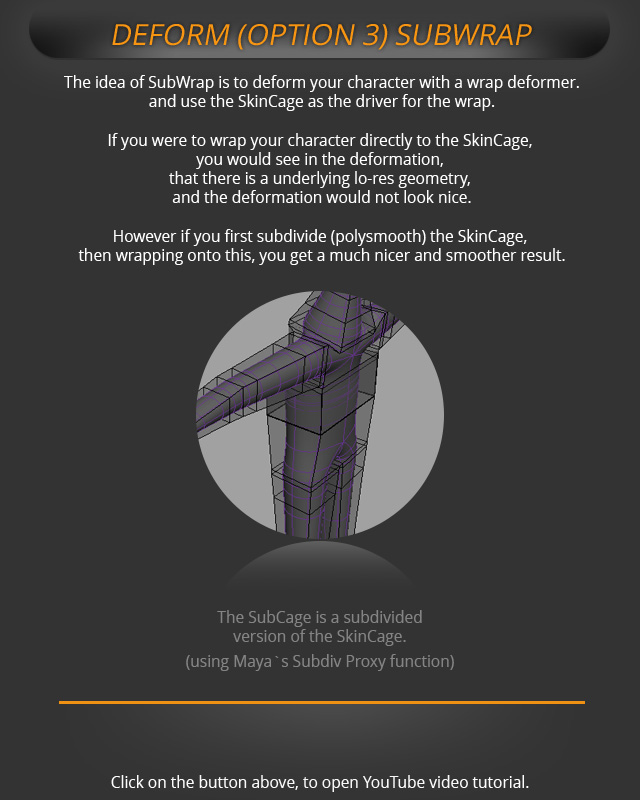 DEFORM (OPTION 3) SUBWRAP
The idea of SubWrap is to deform your character with a wrap deformer.
and use the SkinCage as the driver for the wrap.
If you were to wrap your character directly to the SkinCage,
you would see in the deformation,
that there is a underlying lo-res geometry,
and the deformation would not look nice.
However if you first subdivide (polysmooth) the SkinCage,
then wrapping onto this, you get a much nicer and smoother result.
The SubCage is a subdivided
version of the SkinCage.
(using Maya`s Subdiv Proxy function)
Click on the button above, to open YouTube video tutorial.